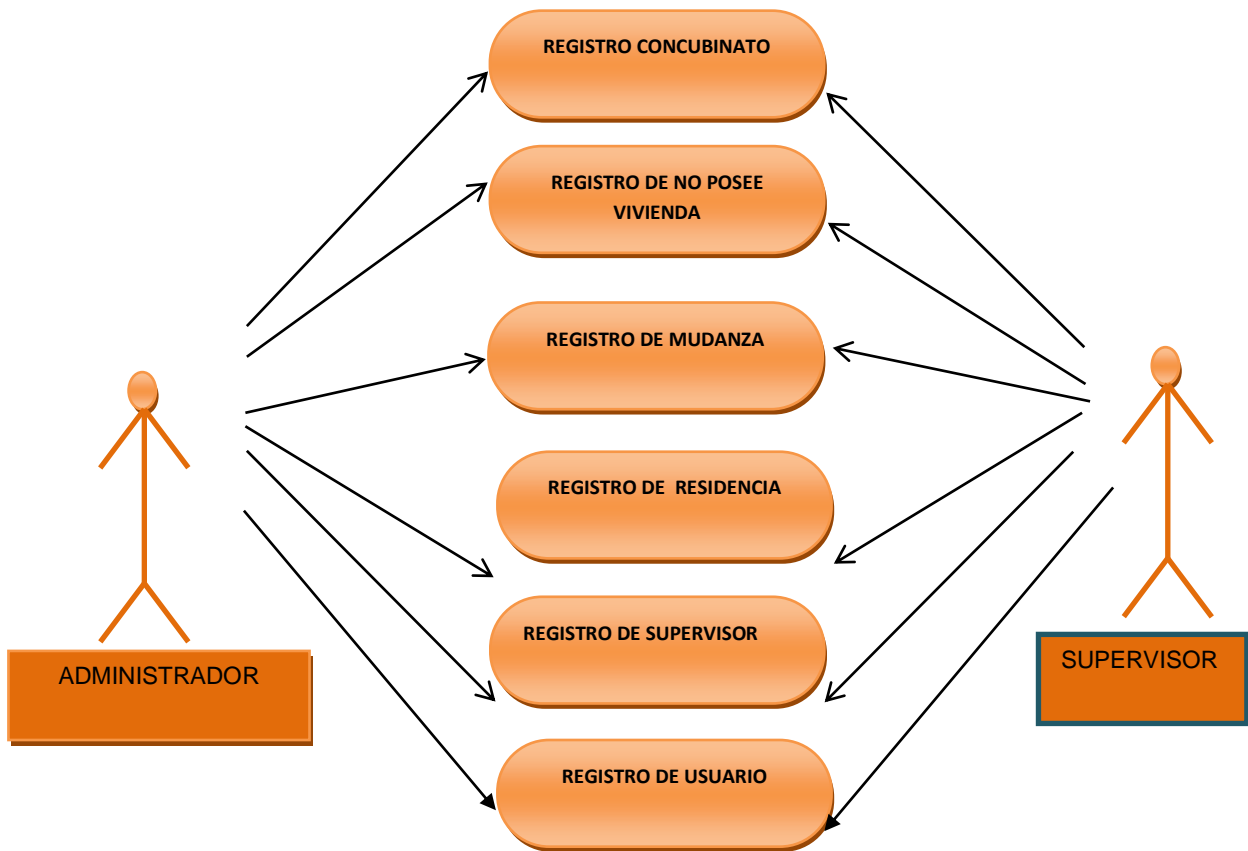 REGISTRO CONCUBINATO
REGISTRO DE NO POSEE
VIVIENDA
REGISTRO DE MUDANZA
REGISTRO DE  RESIDENCIA
REGISTRO DE SUPERVISOR
REGISTRO DE USUARIO
ADMINISTRADOR
SUPERVISOR